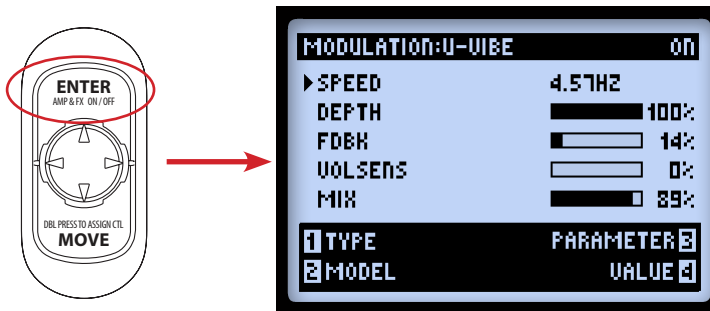 ENTER
AMP & FX ON / OFF
DBL PRESS TO ASSIGN CTL
MOVE
MODULATION:U-VIBE ON
SPEED 4.57HZ
DEPTH 100%
FDBK 14%
VOLSENS 0%
MIX 89%
1 TYPE PARAMETER 3
2 MODEL VALUE 4